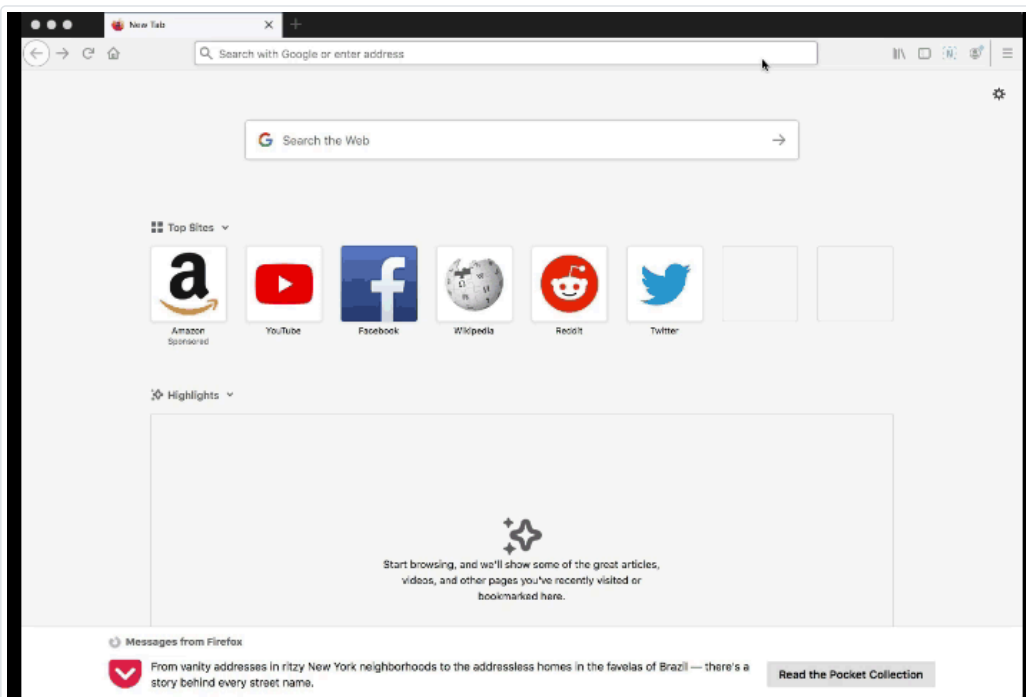 New Tab
Search with Google or enter address
Search the Web
Top Sites
Amazon
Sponsored
YouTube
Facebook
Wikipedia
Reddit
Twitter
Highlights
Start browsing, and we'll show some of the great articles,
videos, and other pages you've recently visited or
bookmarked here.
Messages from Firefox
From vanity addresses in ritzy New York neighborhoods to the addressless homes in the favelas of Brazil — there's a
story behind every street name.
Read the Pocket Collection